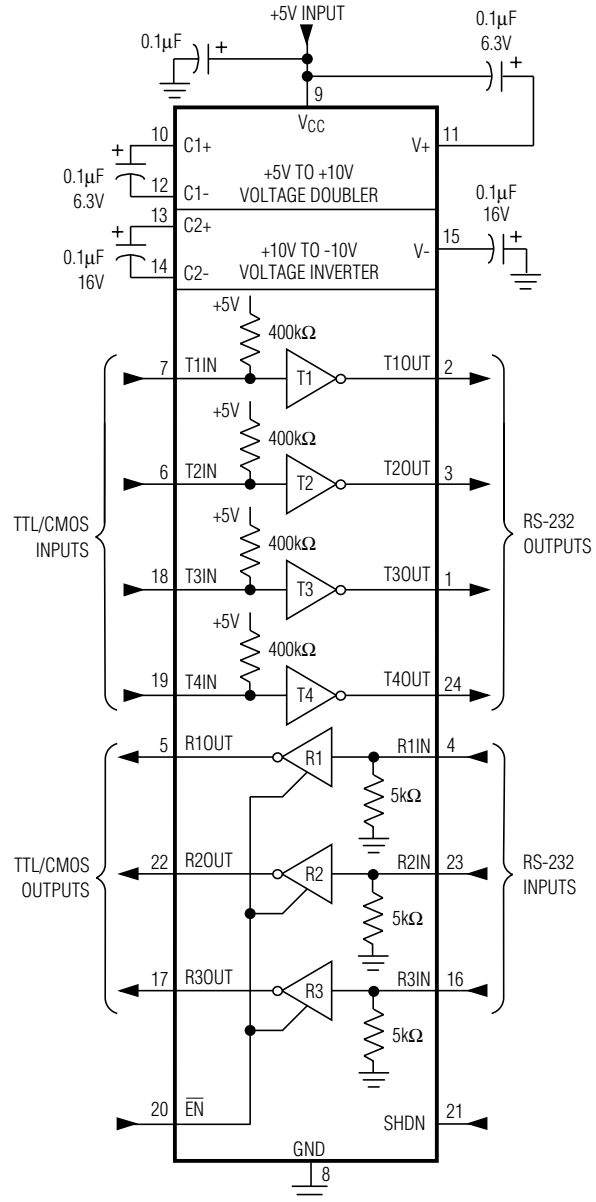 +5V INPUT
0.1µF +
0.1µF
6.3V
+
9
VCC
10 C1+
V+ 11
+
0.1µF
6.3V
12 C1-
+5V TO +10V
VOLTAGE DOUBLER
13 C2+
+
0.1µF
16V
14 C2-
+10V TO -10V
VOLTAGE INVERTER
V- 15
0.1µF
16V
+
+5V
400kΩ
7 T1IN T1 T1OUT 2
+5V
400kΩ
6 T2IN T2 T2OUT 3
TTL/CMOS
INPUTS
RS-232
OUTPUTS
+5V
400kΩ
18 T3IN T3 T3OUT 1
+5V
400kΩ
19 T4IN T4 T4OUT 24
5 R1OUT R1 R1IN 4
5kΩ
TTL/CMOS
OUTPUTS
22 R2OUT R2 R2IN 23
RS-232
INPUTS
5kΩ
17 R3OUT R3 R3IN 16
5kΩ
20 EN
SHDN 21
GND
8